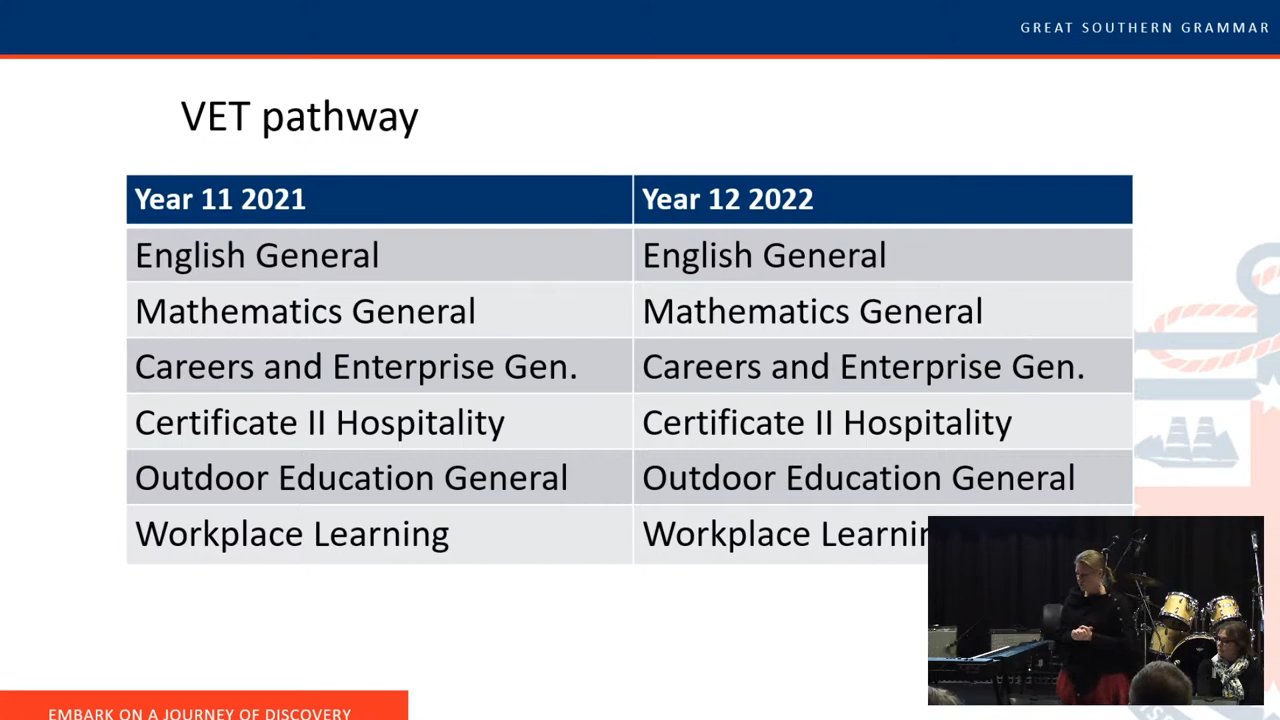 GREAT SOUTHERN GRAMMAR
VET pathway
Year 11 2021
Year 12 2022
English General
English General
Mathematics General
Mathematics General
Careers and Enterprise Gen.
Careers and Enterprise Gen.
Certificate II Hospitality
Certificate II Hospitality
Outdoor Education General
Outdoor Education General
Workplace Learning
Workplace Learnin
EMBARK ON A JOURNEY OF DISCOVERY